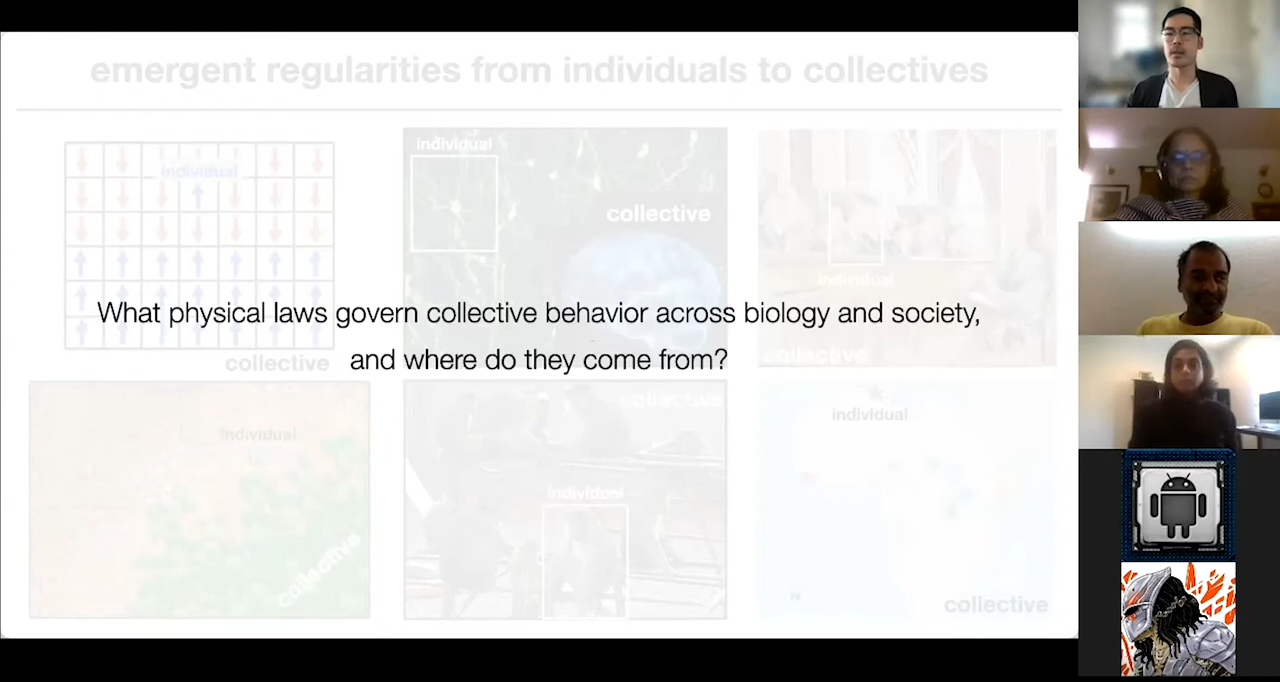 emergent regularities from individuals to collectives
individual
individual
collective
individual
collective
collective
What physical laws govern collective behavior across biology and society,
and where do they come from?
individual
collective
collective
individual
individual
collective